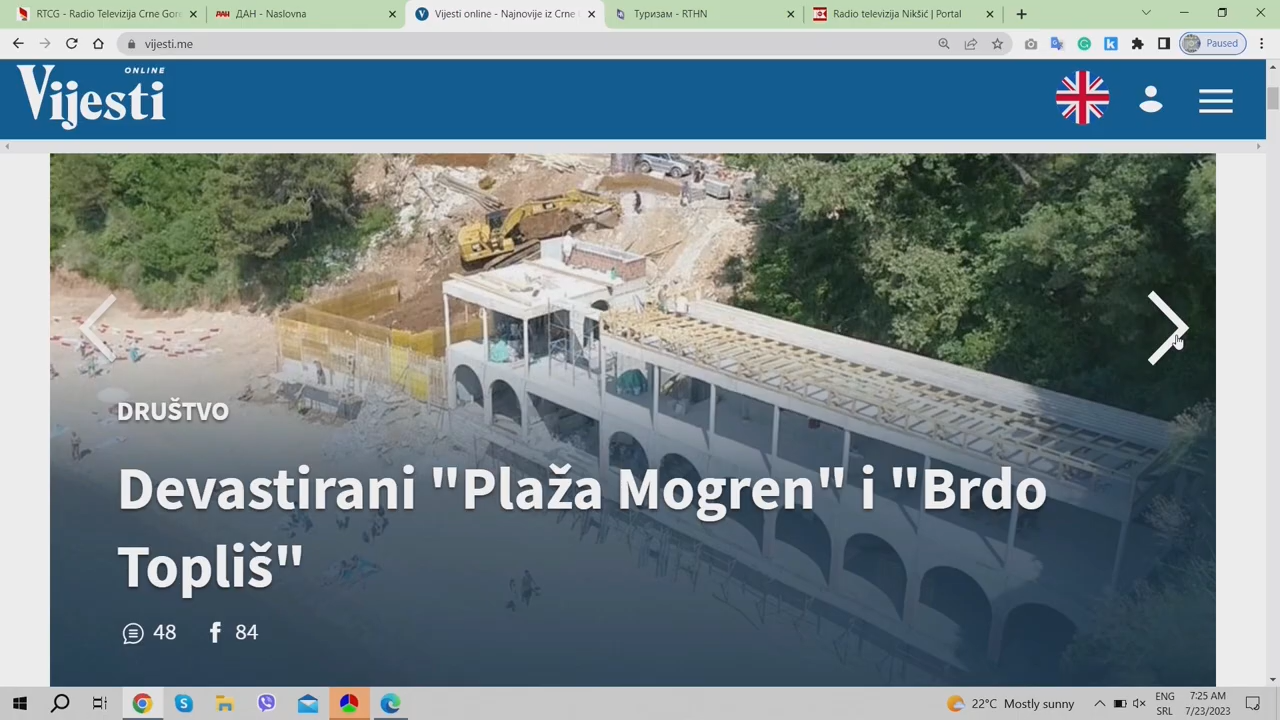 RTCG - Radio Televizija Crne Gore
ДАН - Naslovna
Vijesti online - Najnovije iz Crne G
Туризам - RTHN
Radio televizija Nikšić | Portal
vijesti.me
Paused
ONLINE
Vijesti
DRUŠTVO
Devastirani "Plaža Mogren" i "Brdo
Topliš"
48
84
22°C Mostly sunny
ENG
SRL
7:25 AM
7/23/2023